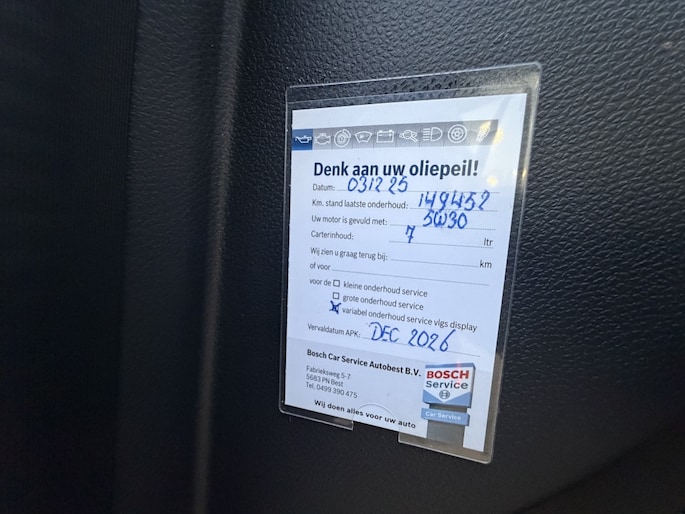 Denk aan uw oliepeil!
Datum: 031225
Km. stand laatste onderhoud: 149452
Uw motor is gevuld met: 5W30
Carterinhoud: 7 ltr
Wij zien u graag terug bij: km
of voor
voor de kleine onderhoud service
grote onderhoud service
variabel onderhoud service vlgs display
Vervaldatum APK: DEC 2026
Bosch Car Service Autobest B.V.
Fabrieksweg 5-7
5683 PN Best
Tel. 0499 390 475
Wij doen alles voor uw auto
BOSCH
Service
Car Service